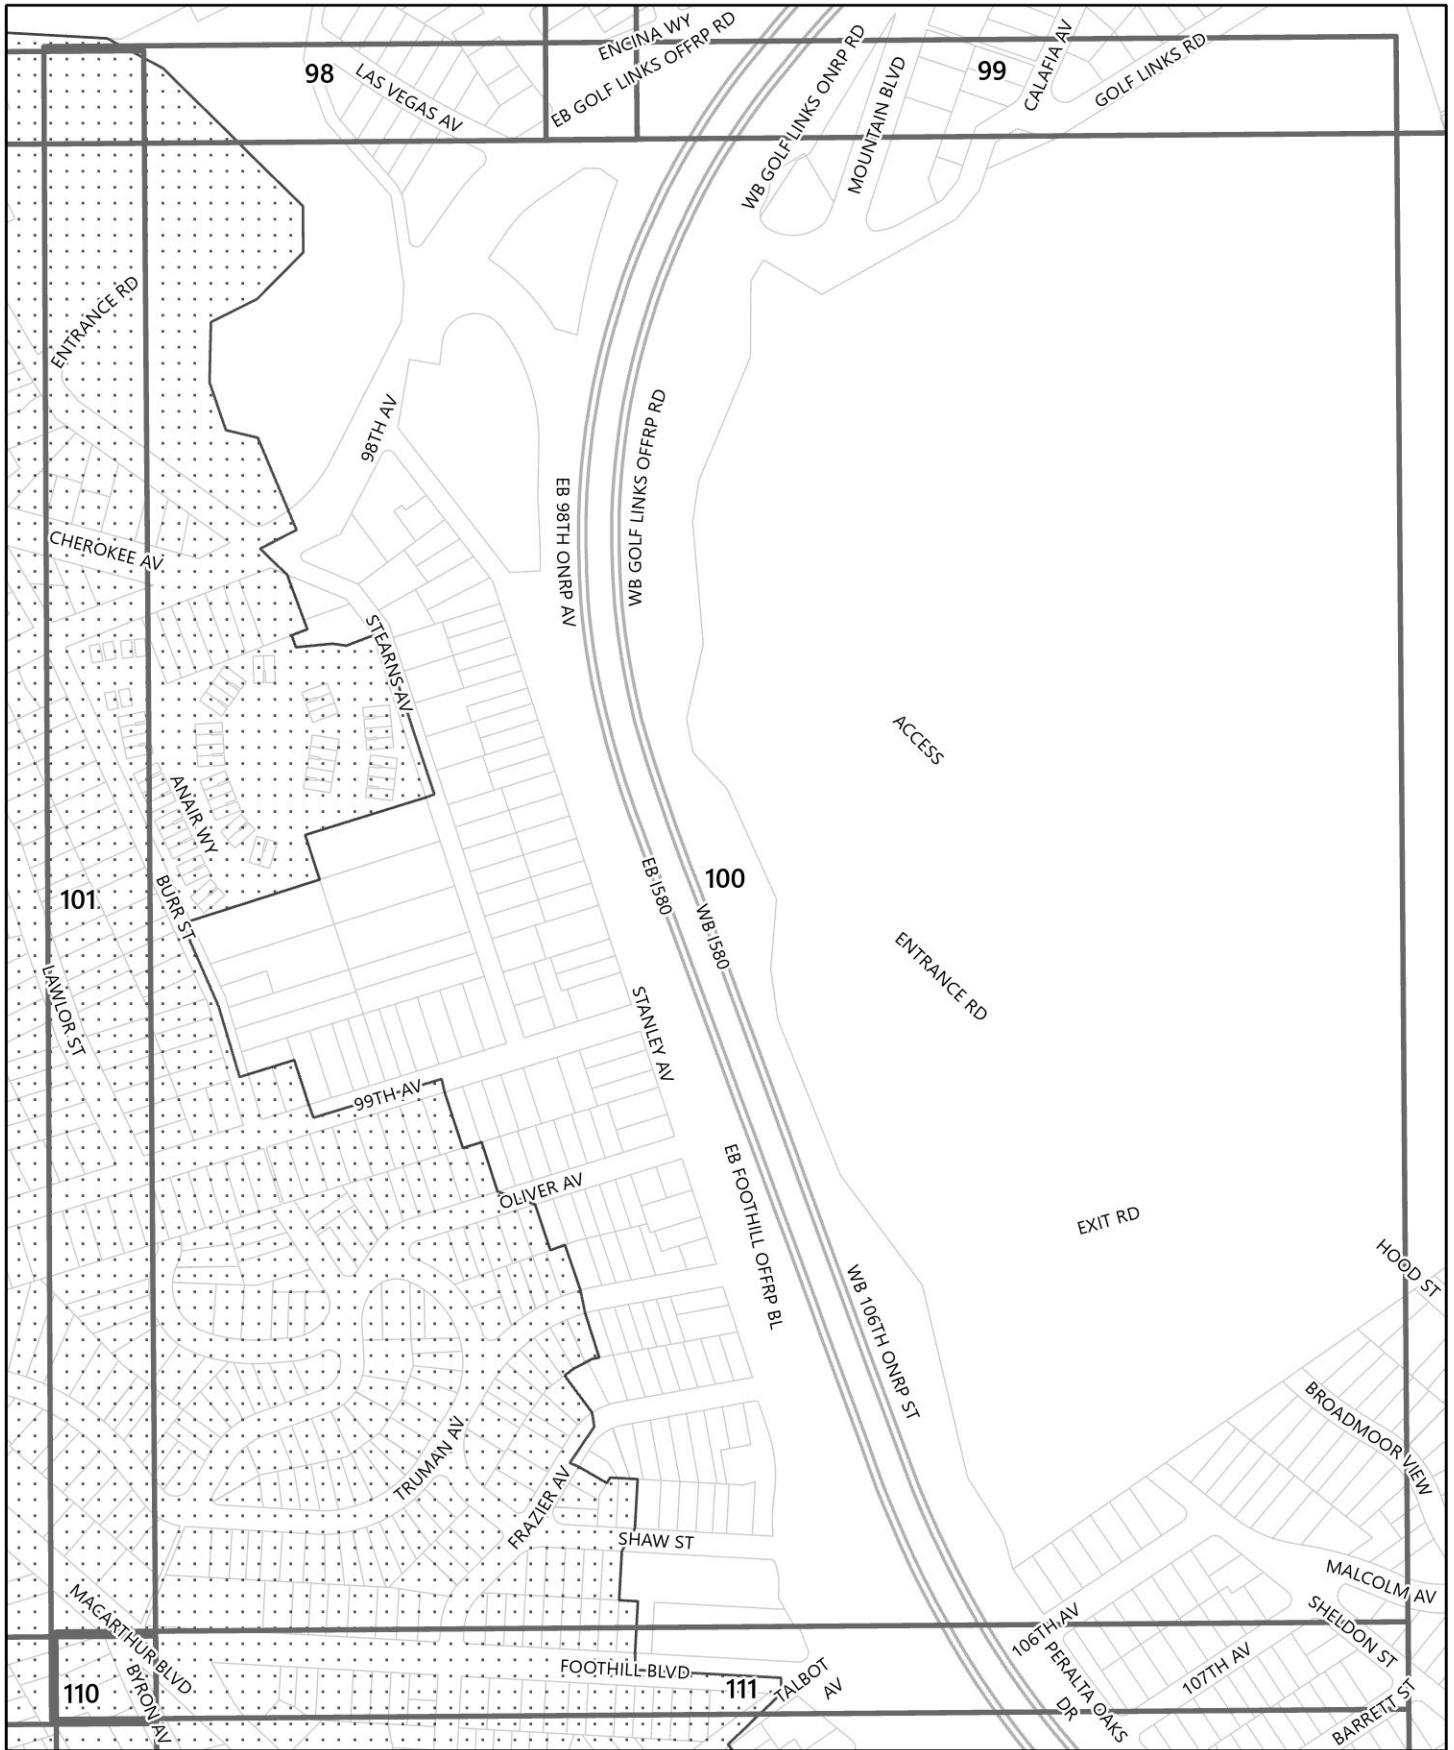 ENCINA WY
EB GOLF LINKS OFFRP RD
98
LAS VEGAS AV
WB GOLF LINKS ONRP RD
MOUNTAIN BLVD
99
CALAFIA AV
GOLF LINKS RD
ENTRANCE RD
98TH AV
EB 98TH ONRP AV
WB GOLF LINKS OFFRP RD
CHEROKEE AV
STEARNS AV
ACCESS
ANAIR WY
101
BURR ST
EB I580
100
WB I580
ENTRANCE RD
LAWLOR ST
STANLEY AV
99TH AV
OLIVER AV
EB FOOTHILL OFFRP BL
EXIT RD
HOOD ST
WB 106TH ONRP ST
BROADMOOR VIEW
TRUMAN AV
FRAZIER AV
SHAW ST
MALCOLM AV
MACARTHUR BLVD
106TH AV
SHELDON ST
FOOTHILL BLVD
110
BYRON AV
111
TALBOT
AV
PERALTA OAKS
DR
107TH AV
BARRETT ST